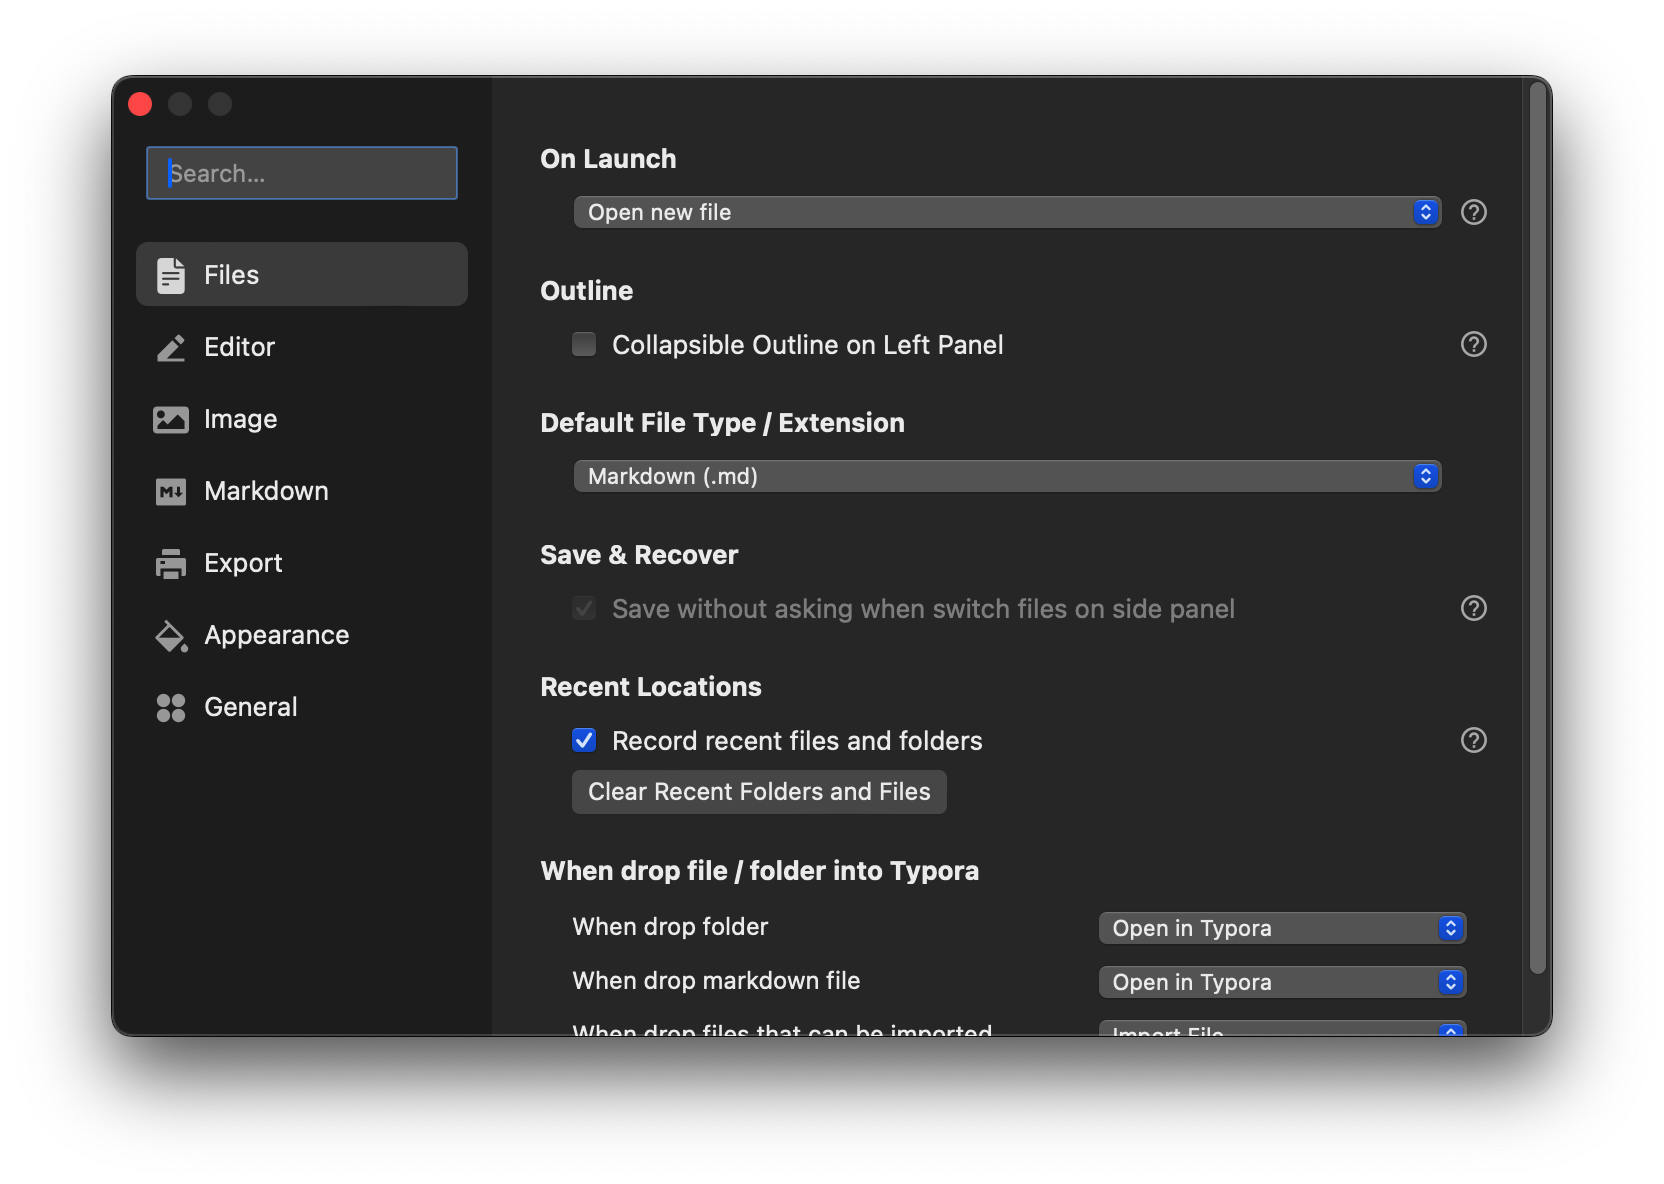 Search...
Files
Editor
Image
Markdown
Export
Appearance
General
On Launch
Open new file
Outline
Collapsible Outline on Left Panel
Default File Type / Extension
Markdown (.md)
Save & Recover
Save without asking when switch files on side panel
Recent Locations
Record recent files and folders
Clear Recent Folders and Files
When drop file / folder into Typora
When drop folder
Open in Typora
When drop markdown file
Open in Typora
When drop files that can be imported
Import File